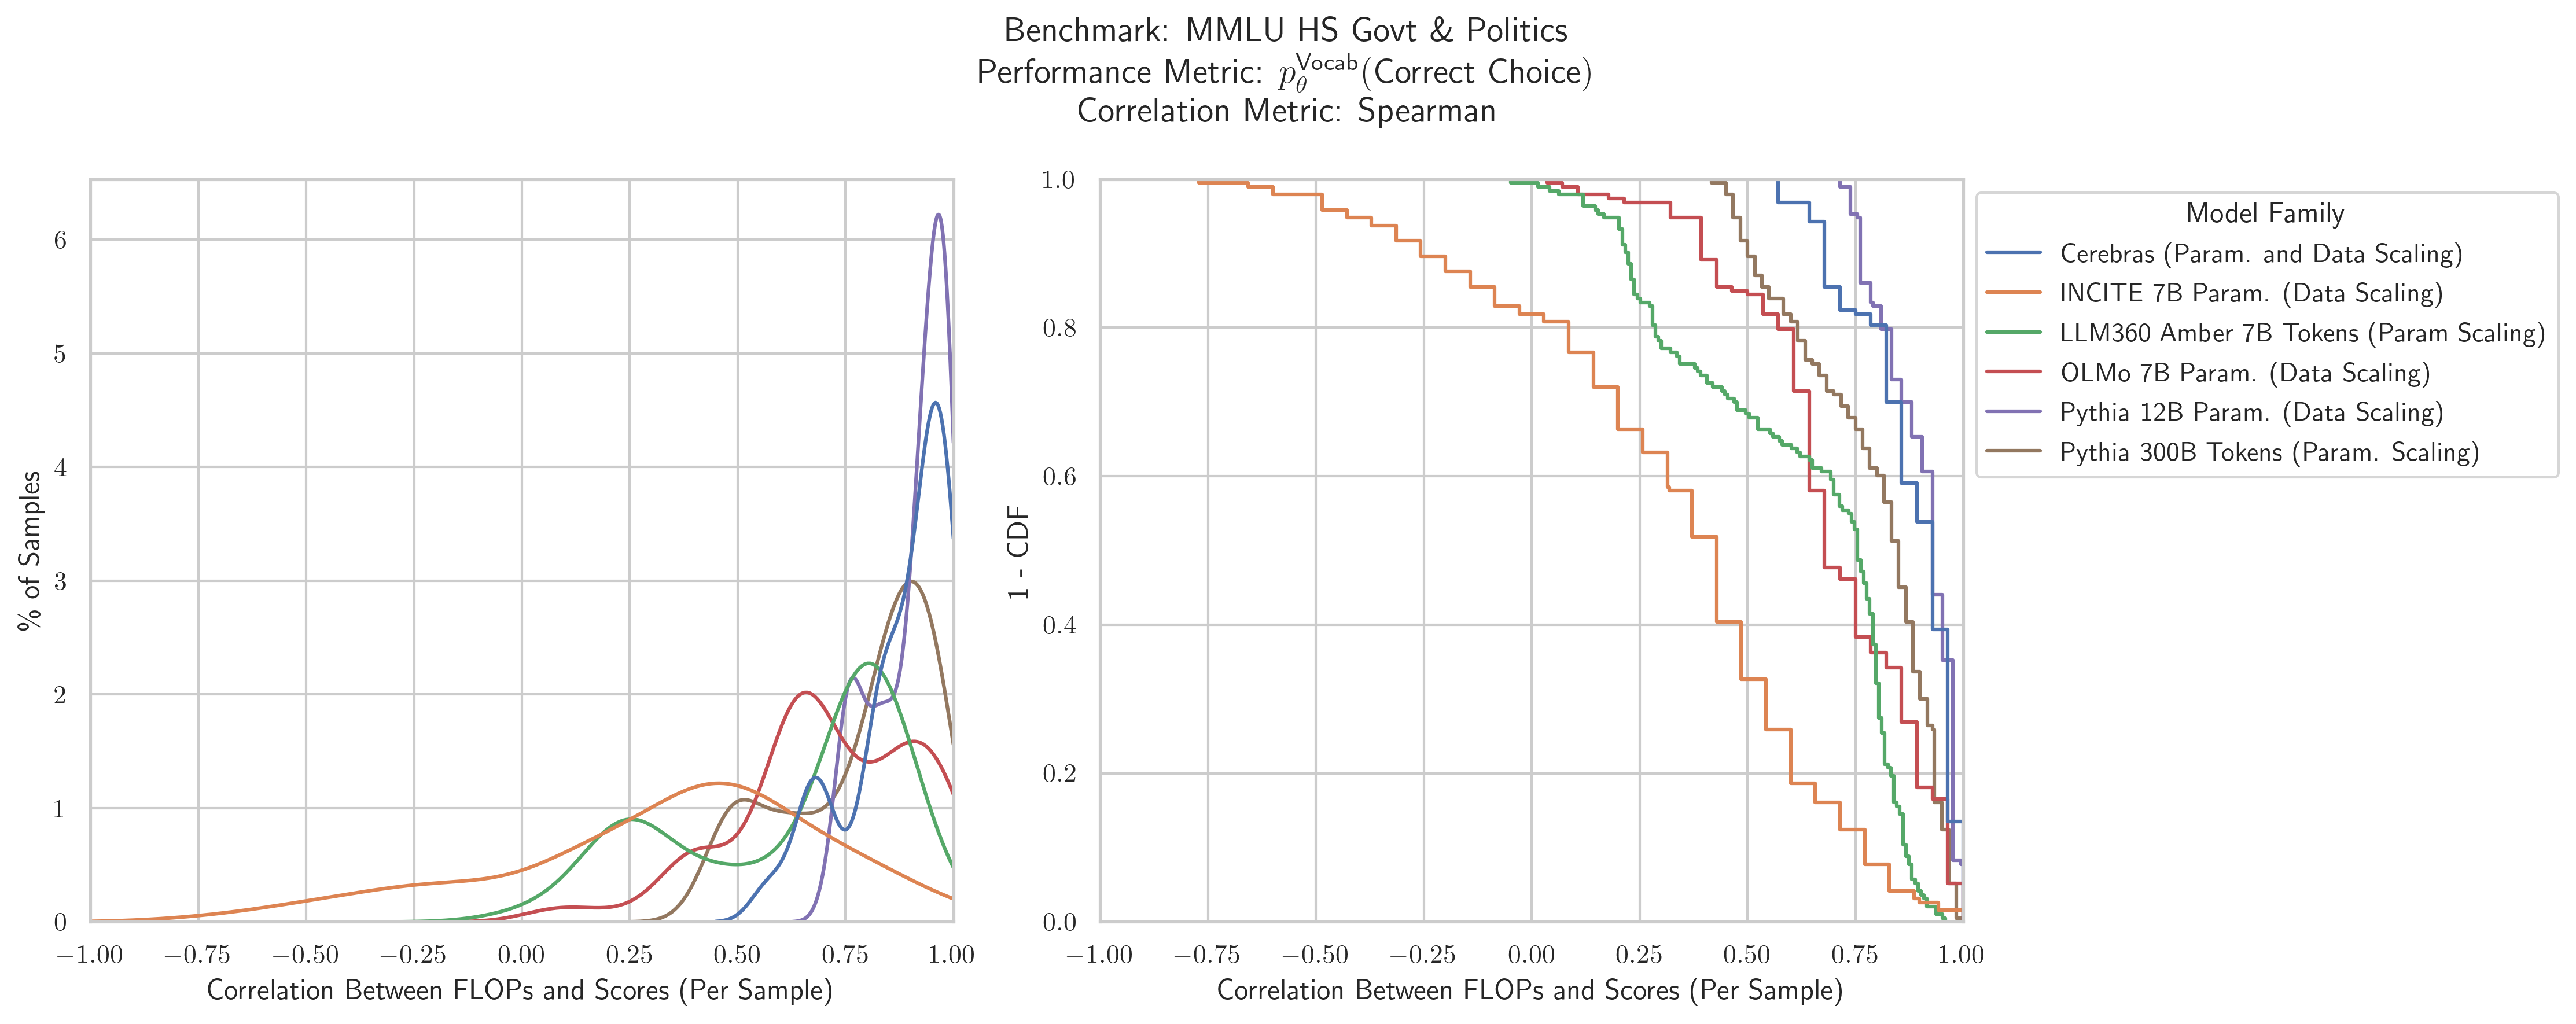 Benchmark: MMLU HS Govt & Politics
Performance Metric: $p_{\theta}^{\text{Vocab}}$(Correct Choice)
Correlation Metric: Spearman
% of Samples
6
5
4
3
2
1
0
−1.00 −0.75 −0.50 −0.25 0.00 0.25 0.50 0.75 1.00
Correlation Between FLOPs and Scores (Per Sample)
1 - CDF
1.0
0.8
0.6
0.4
0.2
0.0
−1.00 −0.75 −0.50 −0.25 0.00 0.25 0.50 0.75 1.00
Correlation Between FLOPs and Scores (Per Sample)
Model Family
Cerebras (Param. and Data Scaling)
INCITE 7B Param. (Data Scaling)
LLM360 Amber 7B Tokens (Param Scaling)
OLMo 7B Param. (Data Scaling)
Pythia 12B Param. (Data Scaling)
Pythia 300B Tokens (Param. Scaling)